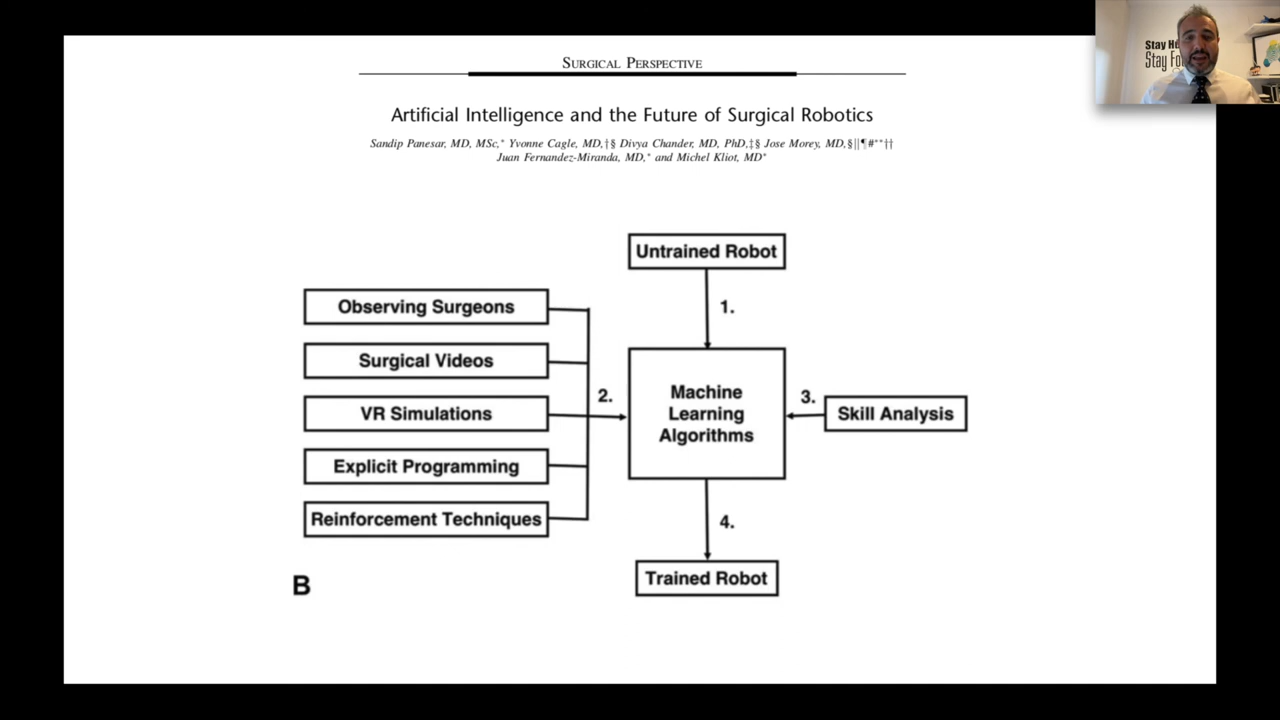 SURGICAL PERSPECTIVE
Artificial Intelligence and the Future of Surgical Robotics
Sandip Panesar, MD, MSc,* Yvonne Cagle, MD,†§ Divya Chander, MD, PhD,‡§ Jose Morey, MD,§||¶#**††
Juan Fernandez-Miranda, MD,* and Michel Kliot, MD*
Stay
Stay
Untrained Robot
1.
Observing Surgeons
Surgical Videos
VR Simulations
Explicit Programming
Reinforcement Techniques
2.
Machine
Learning
Algorithms
3.
Skill Analysis
4.
Trained Robot
B